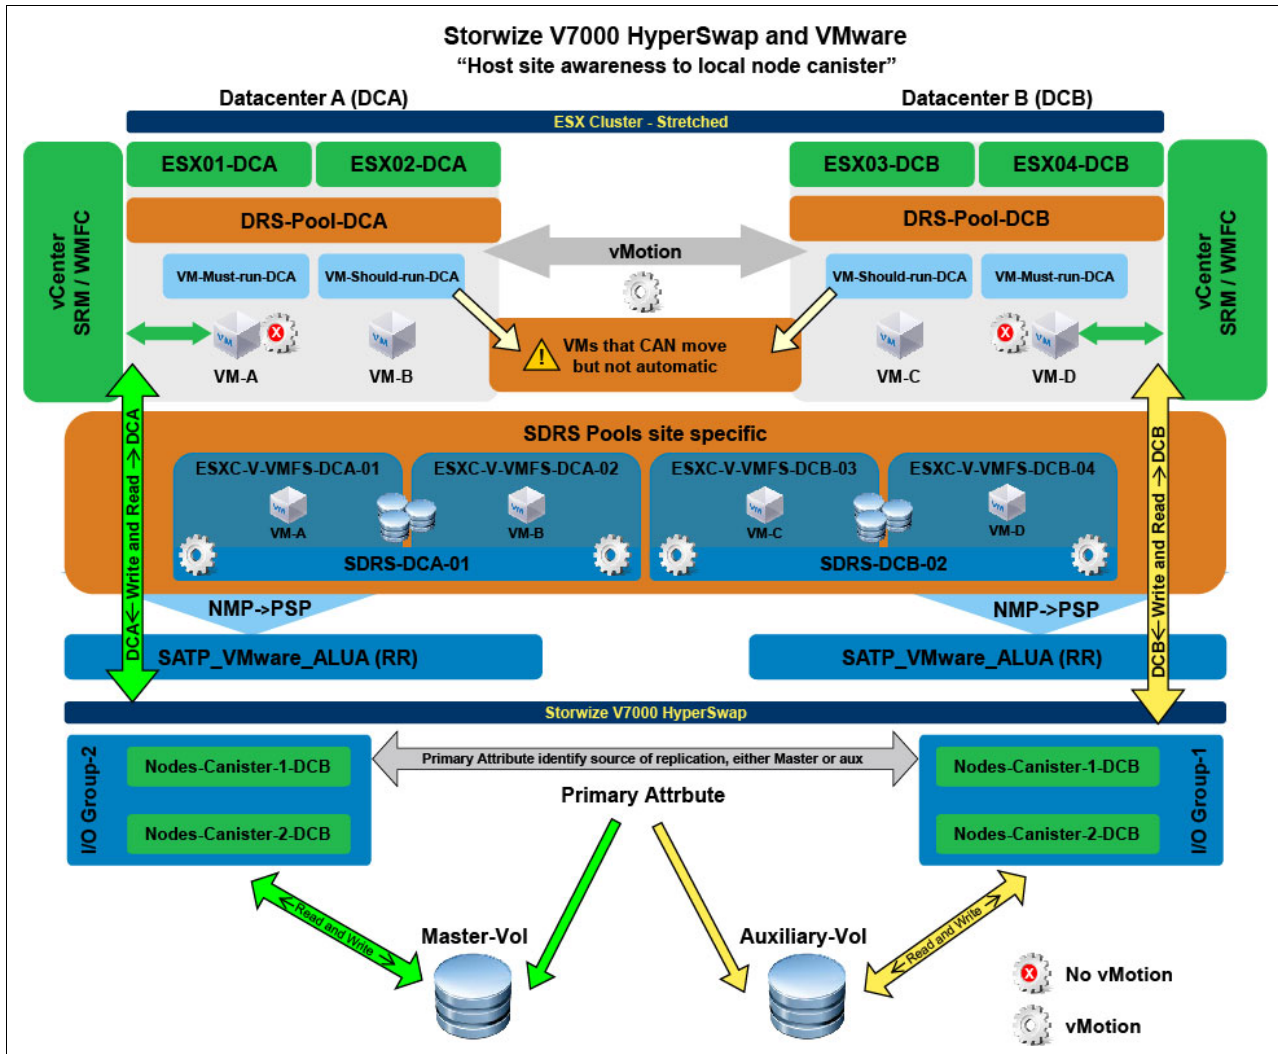 Storwize V7000 HyperSwap and VMware
“Host site awareness to local node canister”
Datacenter A (DCA)
Datacenter B (DCB)
ESX Cluster - Stretched
vCenter
SRM / WMFC
ESX01-DCA
ESX02-DCA
ESX03-DCB
ESX04-DCB
vCenter
SRM / WMFC
DRS-Pool-DCA
DRS-Pool-DCB
vMotion
VM-Must-run-DCA
VM-Should-run-DCA
VM-Should-run-DCA
VM-Must-run-DCA
VM
X
VM
VM
X
VM
VM-A
VM-B
VM-C
VM-D
! VMs that CAN move
but not automatic
SDRS Pools site specific
ESXC-V-VMFS-DCA-01
ESXC-V-VMFS-DCA-02
ESXC-V-VMFS-DCB-03
ESXC-V-VMFS-DCB-04
VM
VM
VM
VM
VM-A
VM-B
VM-C
VM-D
SDRS-DCA-01
SDRS-DCB-02
DCA<- Write and Read ->DCA
DCB<- Write and Read ->DCB
NMP->PSP
NMP->PSP
SATP_VMware_ALUA (RR)
SATP_VMware_ALUA (RR)
Storwize V7000 HyperSwap
I/O Group-2
Nodes-Canister-1-DCB
Nodes-Canister-2-DCB
Primary Attribute identify source of replication, either Master or aux
Primary Attrbute
Nodes-Canister-1-DCB
Nodes-Canister-2-DCB
I/O Group-1
<- Read and Write ->
<- Read and Write ->
Master-Vol
Auxiliary-Vol
X No vMotion
vMotion